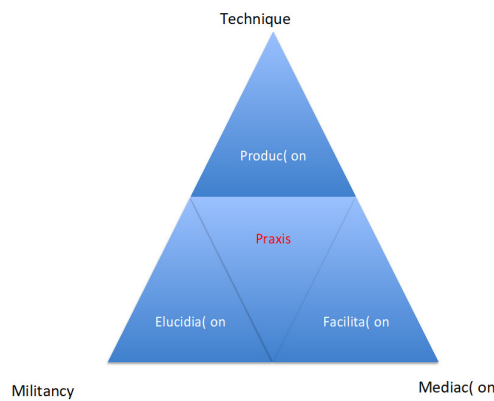 Technique
Produc( on
Praxis
Elucidia( on
Facilita( on
Militancy
Mediac( on